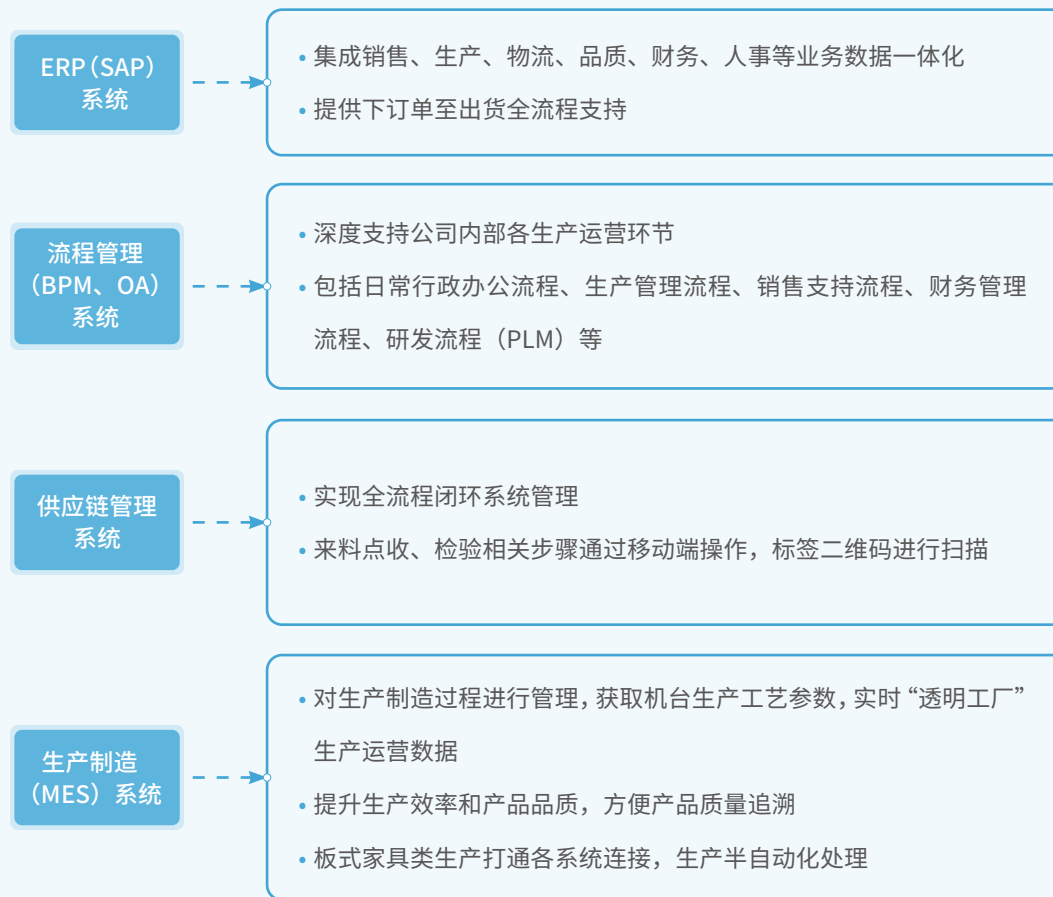 ERP（SAP）
系统
• 集成销售、生产、物流、品质、财务、人事等业务数据一体化
• 提供下订单至出货全流程支持
流程管理
（BPM、OA）
系统
• 深度支持公司内部各生产运营环节
• 包括日常行政办公流程、生产管理流程、销售支持流程、财务管理
流程、研发流程（PLM）等
供应链管理
系统
• 实现全流程闭环系统管理
• 来料点收、检验相关步骤通过移动端操作，标签二维码进行扫描
生产制造
（MES）系统
• 对生产制造过程进行管理，获取机台生产工艺参数，实时“透明工厂”
生产运营数据
• 提升生产效率和产品品质，方便产品质量追溯
• 板式家具类生产打通各系统连接，生产半自动化处理